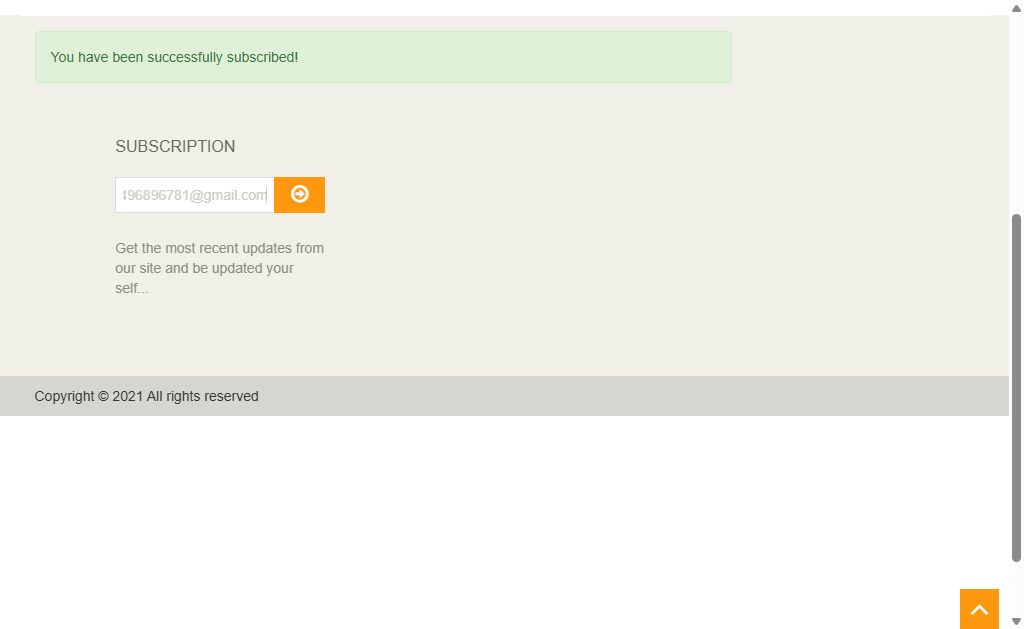 You have been successfully subscribed!
SUBSCRIPTION
96896781@gmail.com
Get the most recent updates from
our site and be updated your
self...
Copyright © 2021 All rights reserved